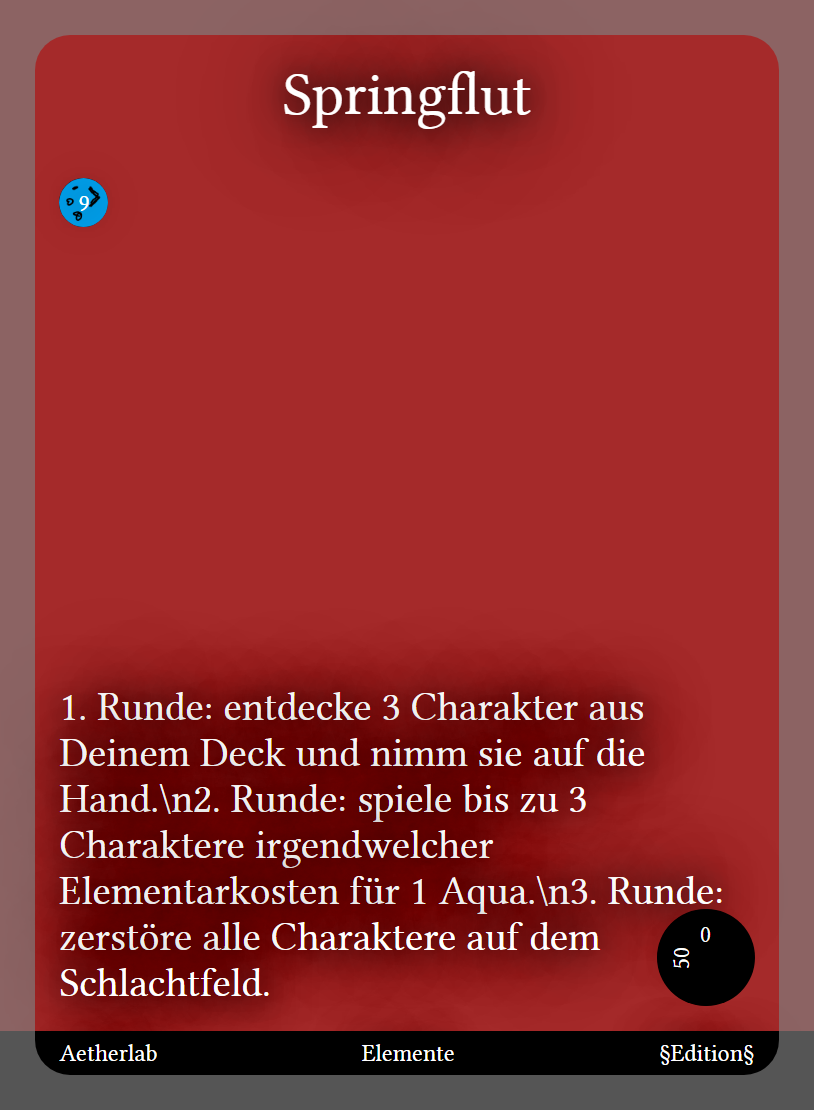 Springflut
9
1. Runde: entdecke 3 Charakter aus
Deinem Deck und nimm sie auf die
Hand.\n2. Runde: spiele bis zu 3
Charaktere irgendwelcher
Elementarkosten für 1 Aqua.\n3. Runde:
zerstöre alle Charaktere auf dem
Schlachtfeld.
0
50
Aetherlab Elemente §Edition§